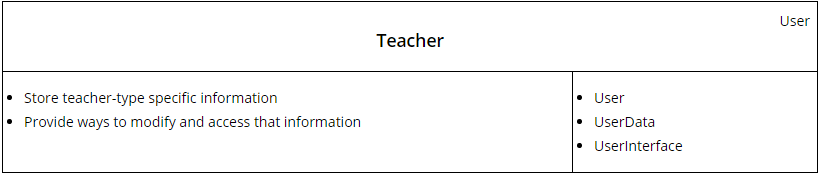 User
Teacher
Store teacher-type specific information
Provide ways to modify and access that information
User
UserData
UserInterface